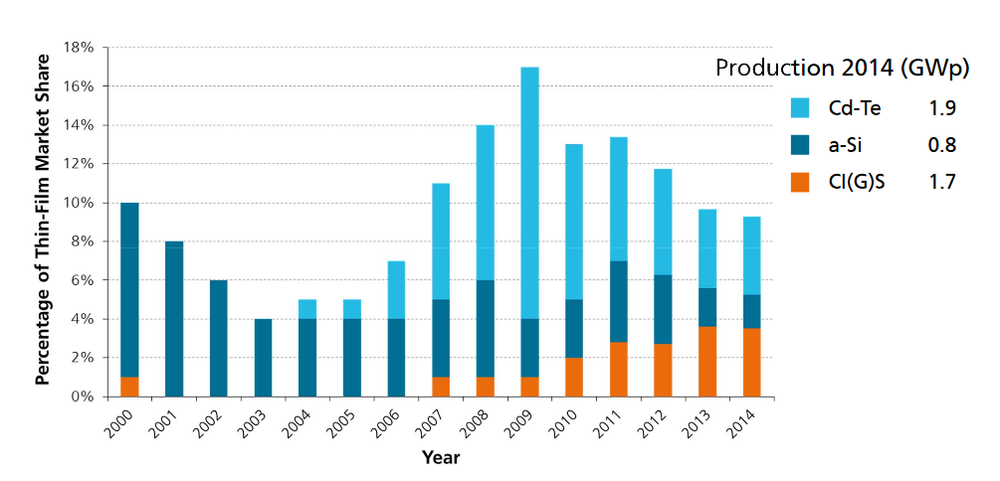 Production 2014 (GWp)
Cd-Te 1.9
a-Si 0.8
CI(G)S 1.7
Percentage of Thin-Film Market Share
18%
16%
14%
12%
10%
8%
6%
4%
2%
0%
2000 2001 2002 2003 2004 2005 2006 2007 2008 2009 2010 2011 2012 2013 2014
Year